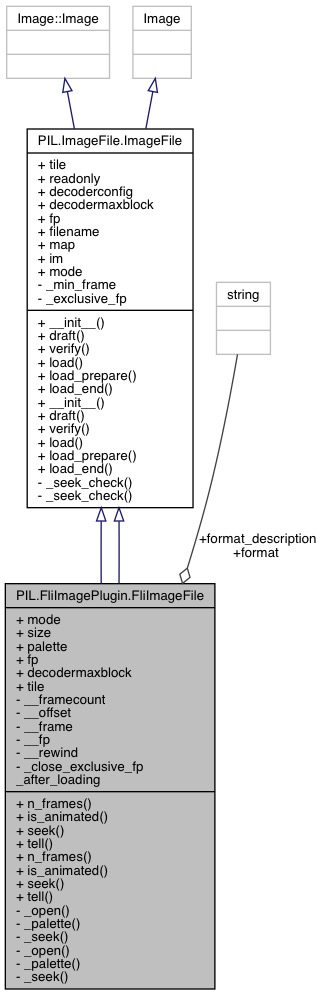 Image::Image
Image
PIL.ImageFile.ImageFile
+ tile
+ readonly
+ decoderconfig
+ decodermaxblock
+ fp
+ filename
+ map
+ im
+ mode
- _min_frame
- _exclusive_fp
+ __init__()
+ draft()
+ verify()
+ load()
+ load_prepare()
+ load_end()
+ __init__()
+ draft()
+ verify()
+ load()
+ load_prepare()
+ load_end()
- _seek_check()
- _seek_check()
string
+format_description
+format
PIL.FliImagePlugin.FliImageFile
+ mode
+ size
+ palette
+ fp
+ decodermaxblock
+ tile
- __framecount
- __offset
- __frame
- __fp
- __rewind
- _close_exclusive_fp
_after_loading
+ n_frames()
+ is_animated()
+ seek()
+ tell()
+ n_frames()
+ is_animated()
+ seek()
+ tell()
- _open()
- _palette()
- _seek()
- _open()
- _palette()
- _seek()